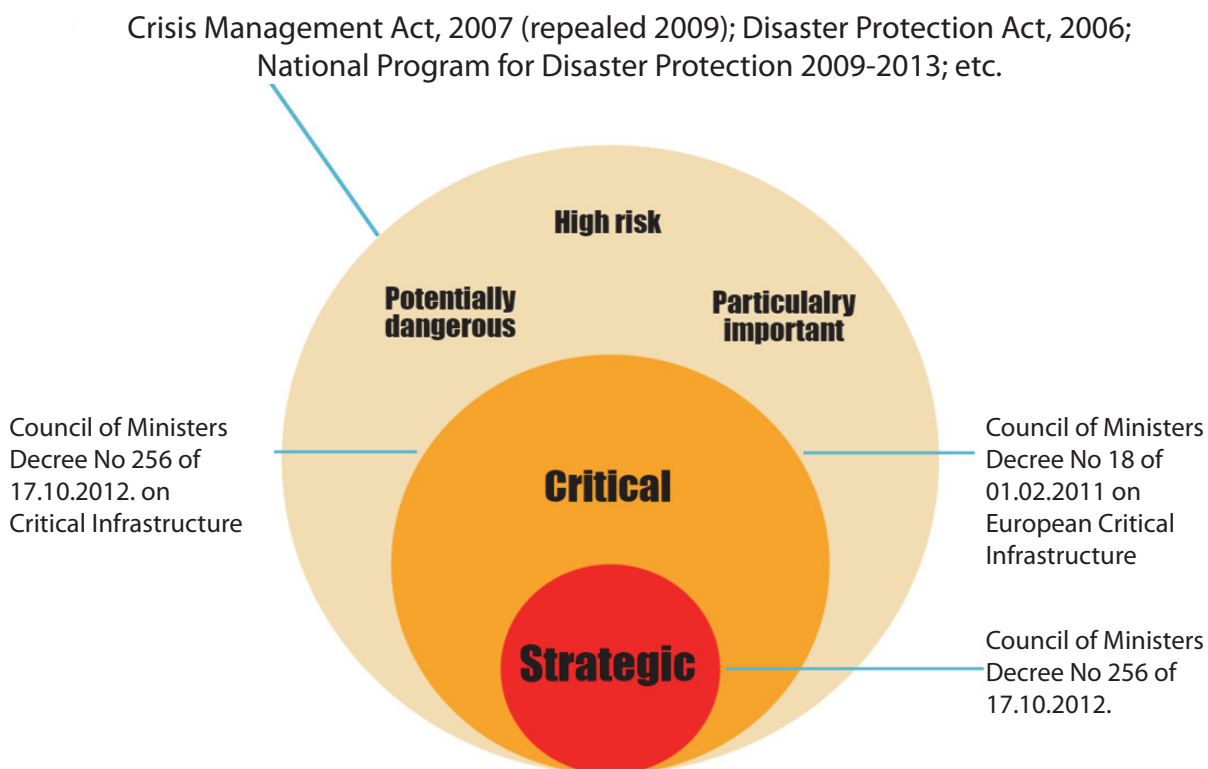 Crisis Management Act, 2007 (repealed 2009); Disaster Protection Act, 2006;
National Program for Disaster Protection 2009-2013; etc.
High risk
Potentially
dangerous
Particulalry
important
Council of Ministers
Decree No 256 of
17.10.2012. on
Critical Infrastructure
Critical
Council of Ministers
Decree No 18 of
01.02.2011 on
European Critical
Infrastructure
Strategic
Council of Ministers
Decree No 256 of
17.10.2012.